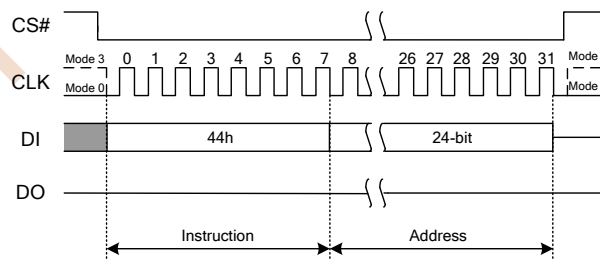 CS#
Mode 3 0 1 2 3 4 5 6 7 8 26 27 28 29 30 31 Mode
CLK
Mode 0 Mode
DI 44h 24-bit
DO
Instruction Address